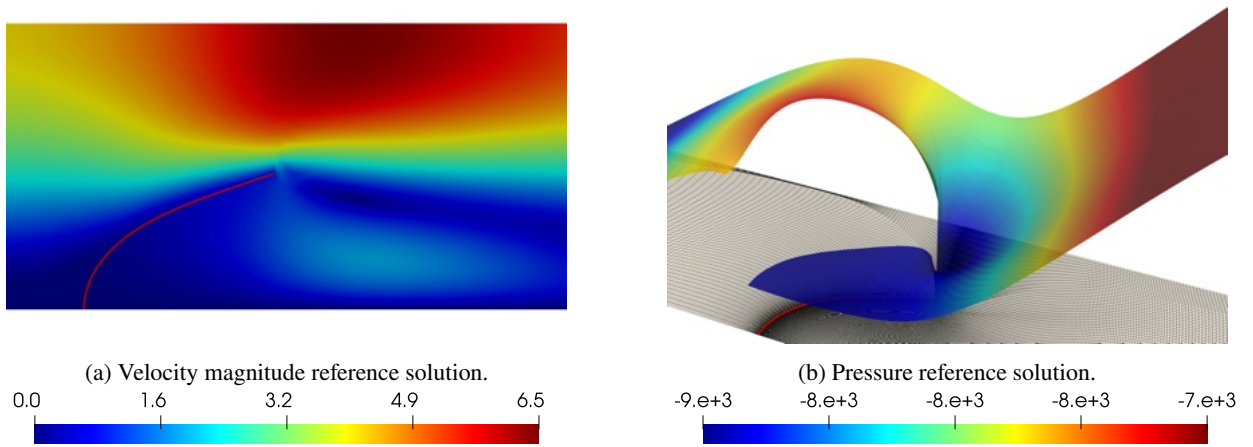 (a) Velocity magnitude reference solution.
0.0 1.6 3.2 4.9 6.5
(b) Pressure reference solution.
-9.e+3 -8.e+3 -8.e+3 -8.e+3 -7.e+3